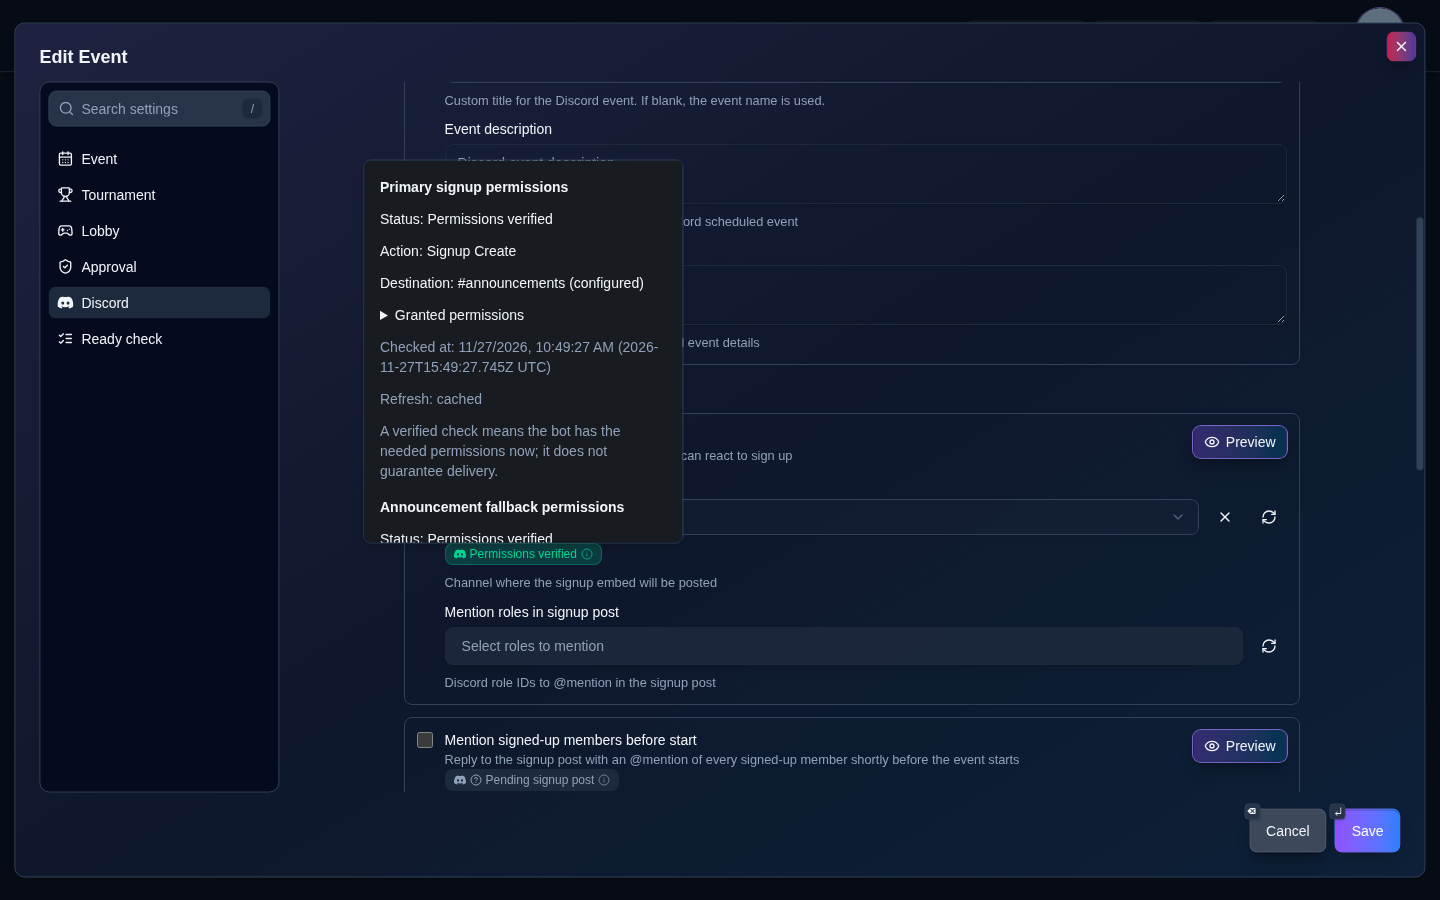 Edit Event
Search settings
/
Event
Tournament
Lobby
Approval
Discord
Ready check
Custom title for the Discord event. If blank, the event name is used.
Event description
Discord event description
ord scheduled event
event details
Primary signup permissions
Status: Permissions verified
Action: Signup Create
Destination: #announcements (configured)
Granted permissions
Checked at: 11/27/2026, 10:49:27 AM (2026-
11-27T15:49:27.745Z UTC)
Refresh: cached
A verified check means the bot has the
needed permissions now; it does not
guarantee delivery.
Announcement fallback permissions
Status: Permissions verified
Preview
can react to sign up
Permissions verified
Channel where the signup embed will be posted
Mention roles in signup post
Select roles to mention
Discord role IDs to @mention in the signup post
Mention signed-up members before start
Reply to the signup post with an @mention of every signed-up member shortly before the event starts
Pending signup post
Preview
Cancel
Save